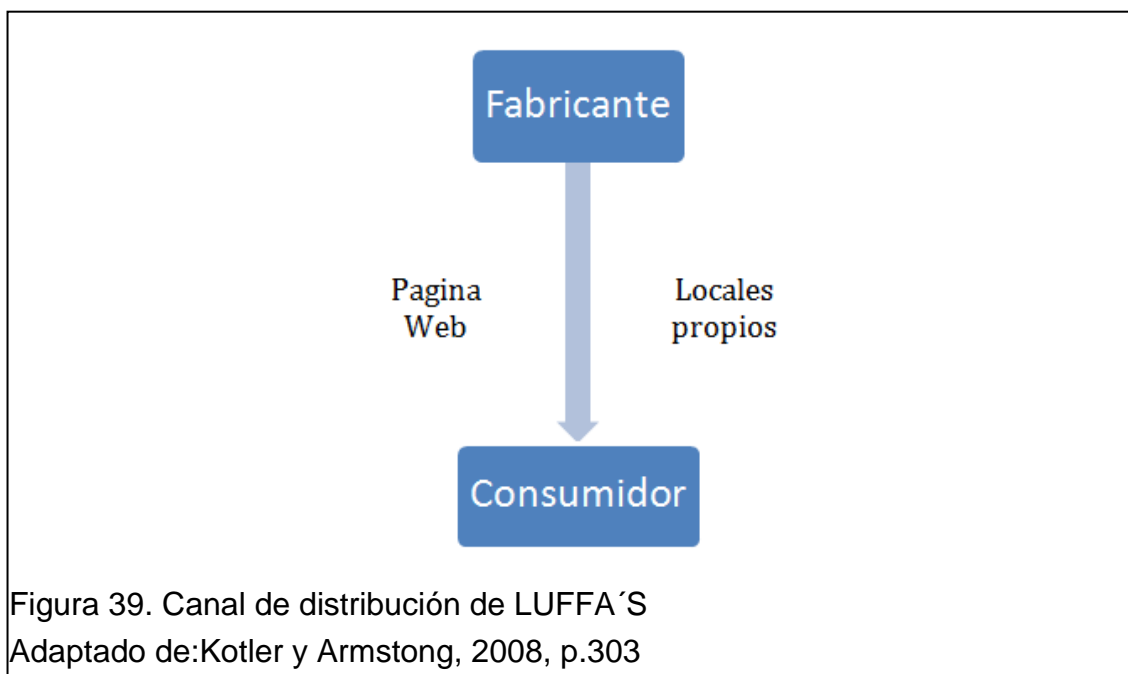 Fabricante
Pagina
Web
Locales
propios
Consumidor
Figura 39. Canal de distribución de LUFFA´S
Adaptado de:Kotler y Armstong, 2008, p.303